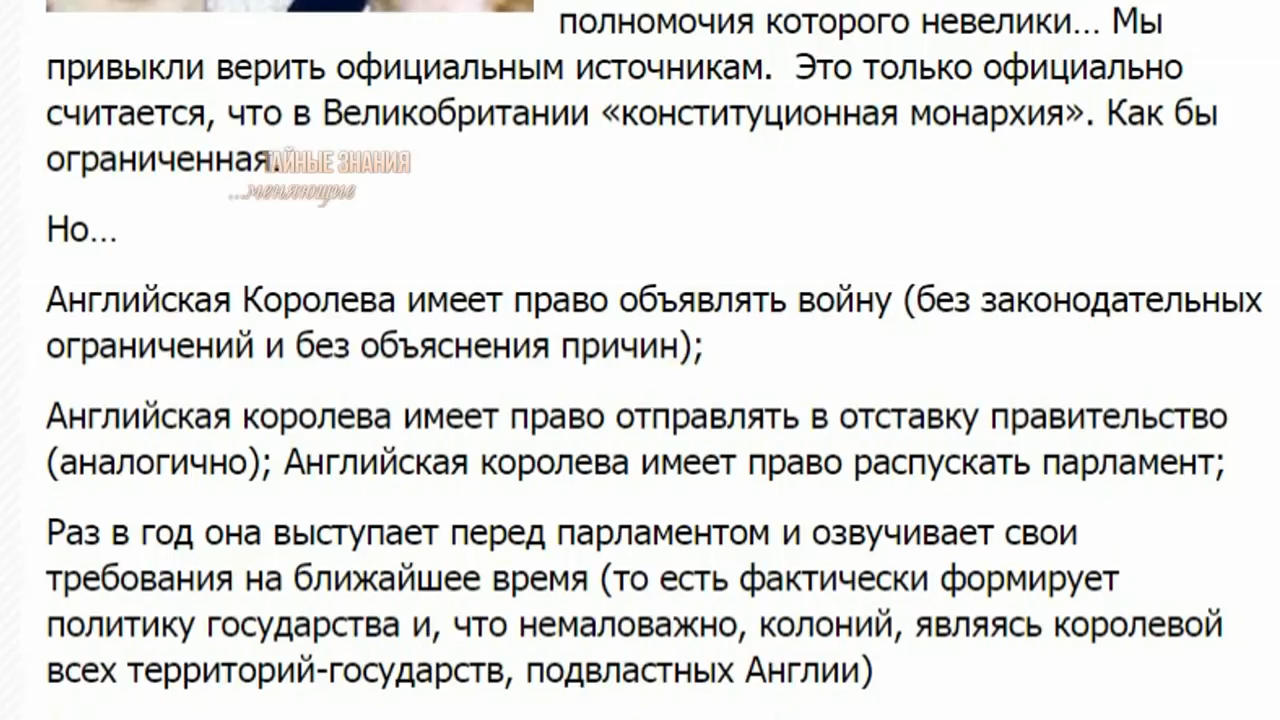 полномочия которого невелики... Мы
привыкли верить официальным источникам.  Это только официально
считается, что в Великобритании «конституционная монархия». Как бы
ограниченная.
ТАЙНЫЕ ЗНАНИЯ
...меняющие
Но...
Английская Королева имеет право объявлять войну (без законодательных
ограничений и без объяснения причин);
Английская королева имеет право отправлять в отставку правительство
(аналогично); Английская королева имеет право распускать парламент;
Раз в год она выступает перед парламентом и озвучивает свои
требования на ближайшее время (то есть фактически формирует
политику государства и, что немаловажно, колоний, являясь королевой
всех территорий-государств, подвластных Англии)